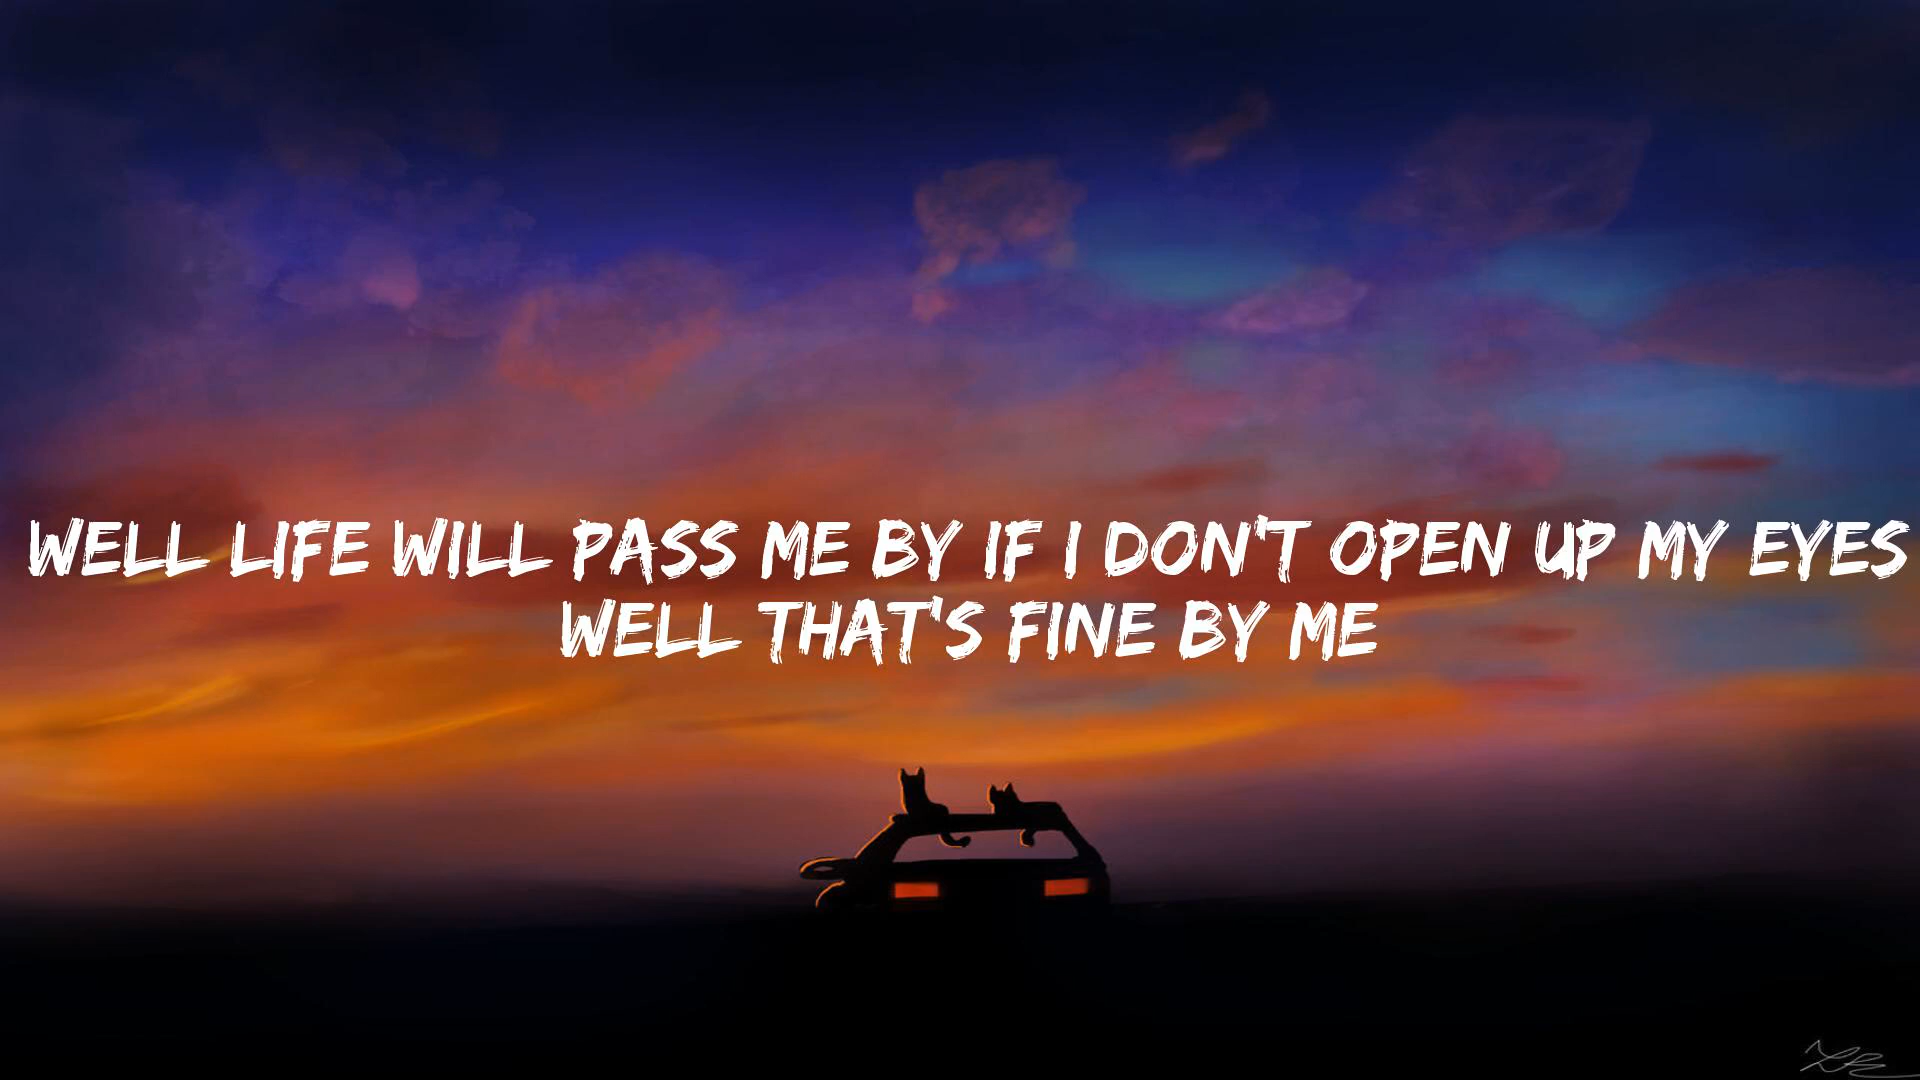 WELL LIFE WILL PASS ME BY IF I DON'T OPEN UP MY EYES
WELL THAT'S FINE BY ME